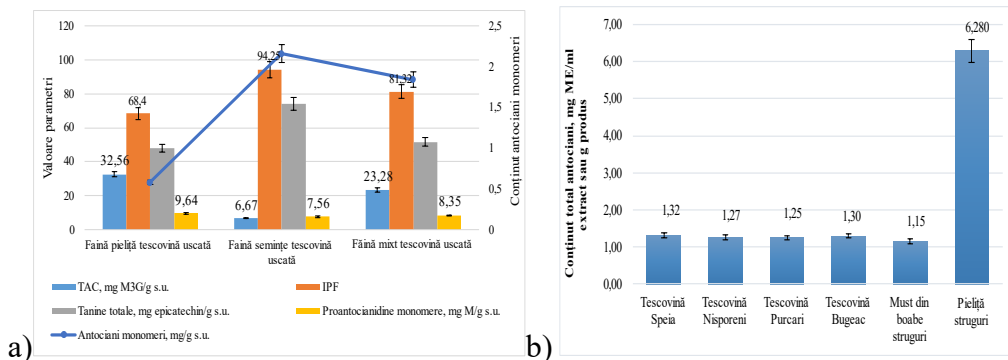 120
100
80
60
40
20
0
Valoare parametri
2,5
2
1,5
1
0,5
0
Conținut antociani monomeri
32,56
68,4
9,64
6,67
94,25
7,56
23,28
81,32
8,35
Faină pieliță tescovină uscată
Faină semințe tescovină
uscată
Făină mixt tescovină uscată
TAC, mg M3G/g s.u.
IPF
Tanine totale, mg epicatechin/g s.u.
Proantocianidine monomere, mg M/g s.u.
Antociani monomeri, mg/g s.u.
a)
Conținut total antociani, mg ME/ml
extract sau g produs
7,00
6,00
5,00
4,00
3,00
2,00
1,00
0,00
1,32
1,27
1,25
1,30
1,15
6,280
Tescovină
Speia
Tescovină
Nisporeni
Tescovină
Purcari
Tescovină
Bugeac
Must din
boabe
struguri
Pieliță
struguri
b)